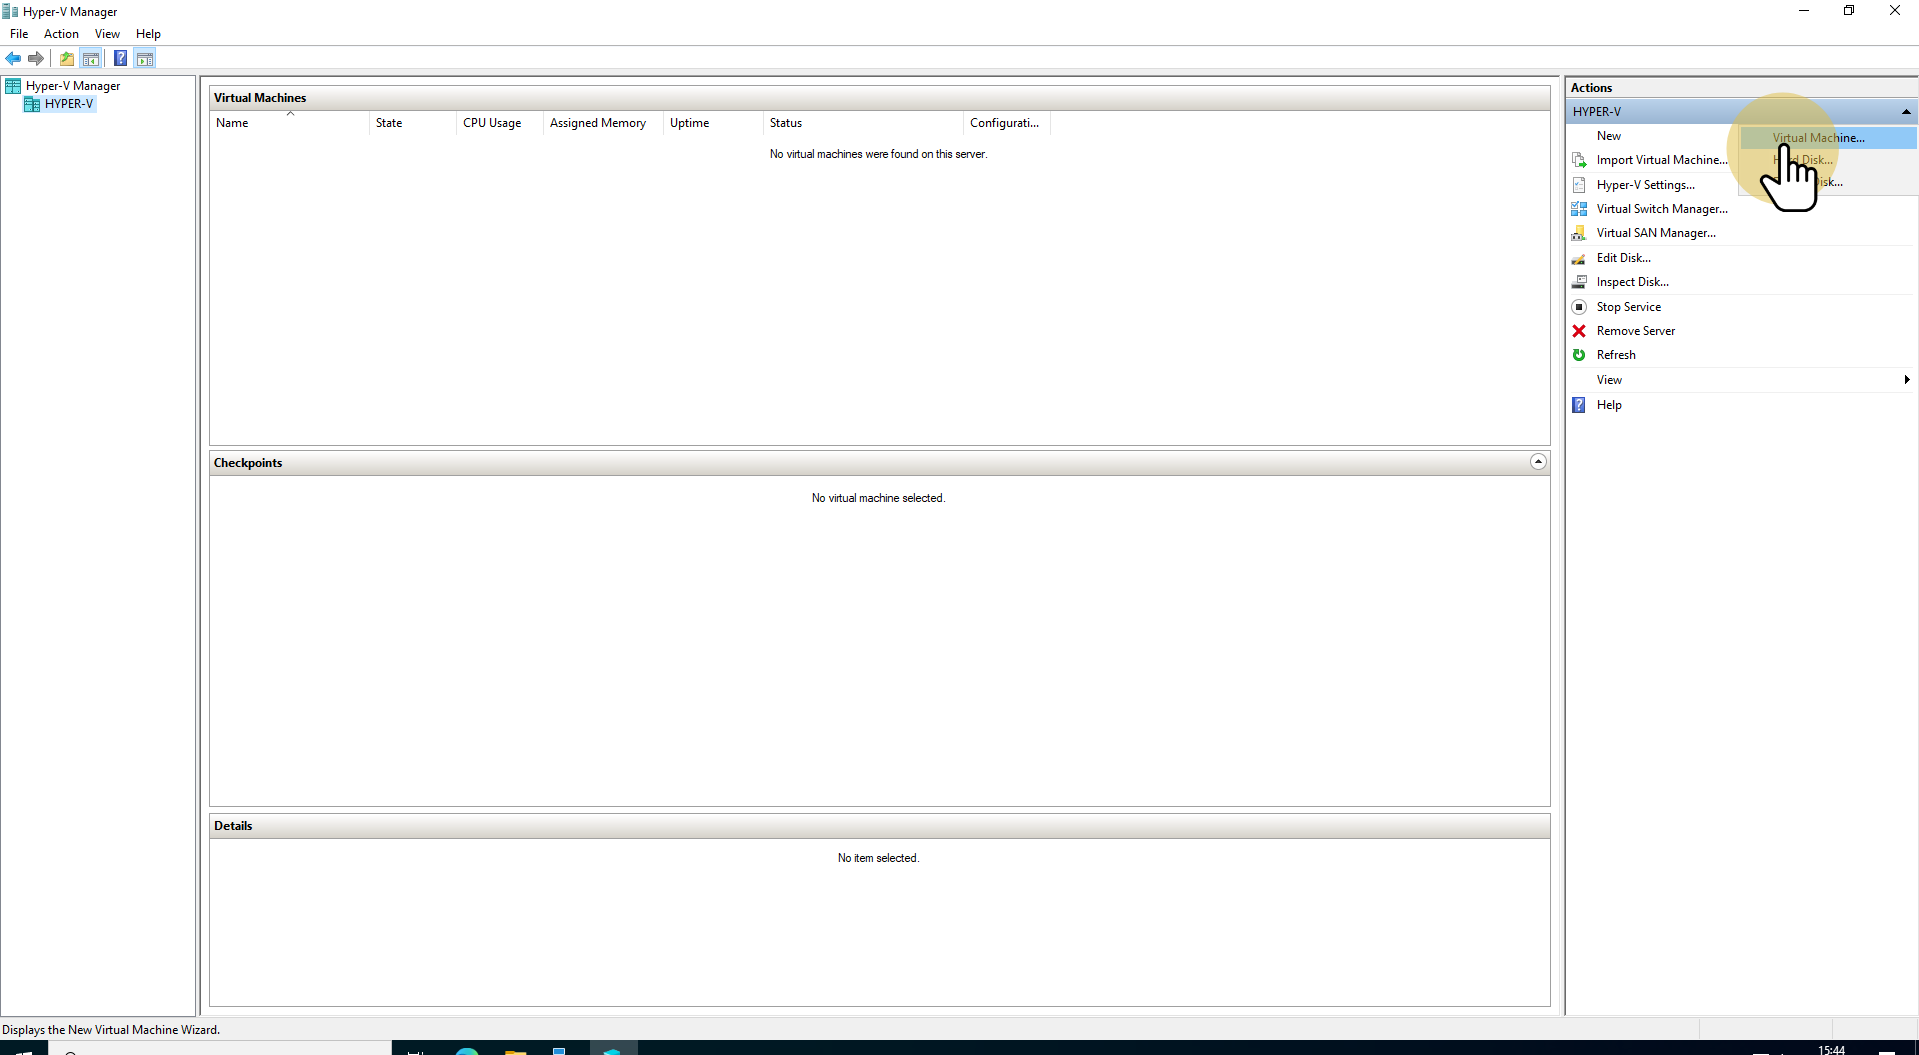 Hyper-V Manager
File Action View Help
Hyper-V Manager
HYPER-V
Virtual Machines
Name State CPU Usage Assigned Memory Uptime Status Configurati...
No virtual machines were found on this server.
Checkpoints
No virtual machine selected.
Details
No item selected.
Actions
HYPER-V
New
Virtual Machine...
Import Virtual Machine...
Disk...
Hyper-V Settings...
Virtual Switch Manager...
Virtual SAN Manager...
Edit Disk...
Inspect Disk...
Stop Service
Remove Server
Refresh
View
Help
Displays the New Virtual Machine Wizard.
15:44